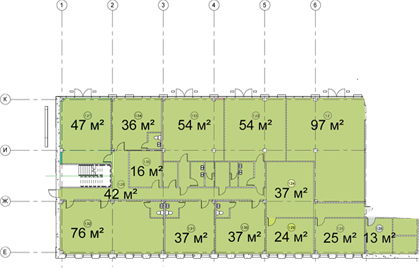 1 2 3 4 5 6
К
47 м² 36 м² 54 м² 54 м² 97 м²
И
16 м²
42 м² 37 м²
Ж
76 м² 37 м² 37 м² 24 м² 25 м² 13 м²
Е